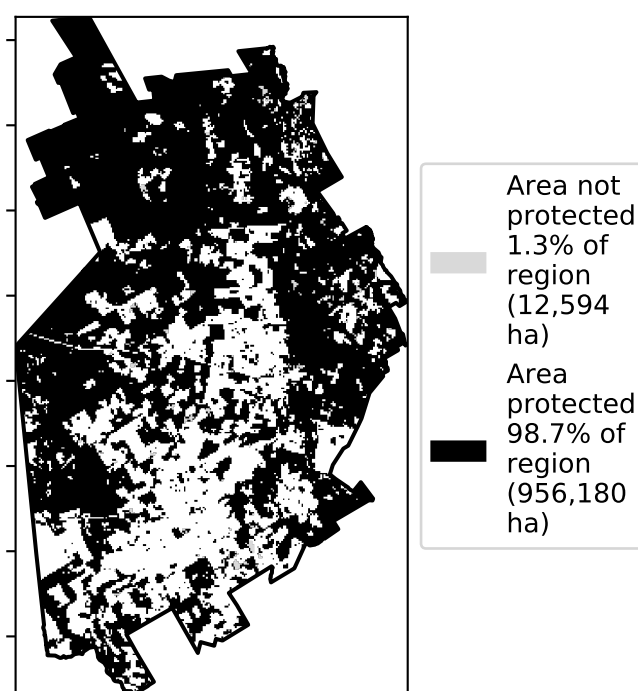 Area not
protected
1.3% of
region
(12,594
ha)
Area
protected
98.7% of
region
(956,180
ha)